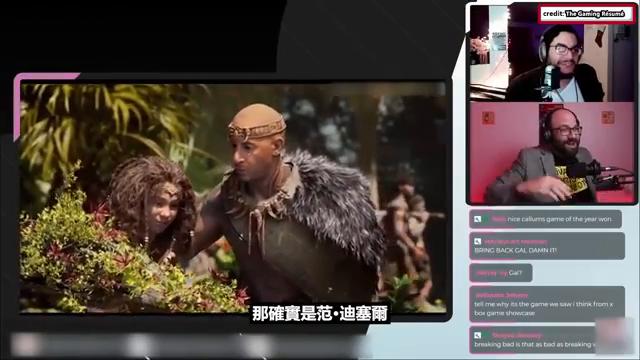 credit: The Gaming Résumé
nice callums game of the year won.
BRING BACK GAL DAMN IT!
Gal?
tell me why its the game we saw i think from x
box game showcase
breaking bad is that as bad as breaking
那確實是范·迪塞爾